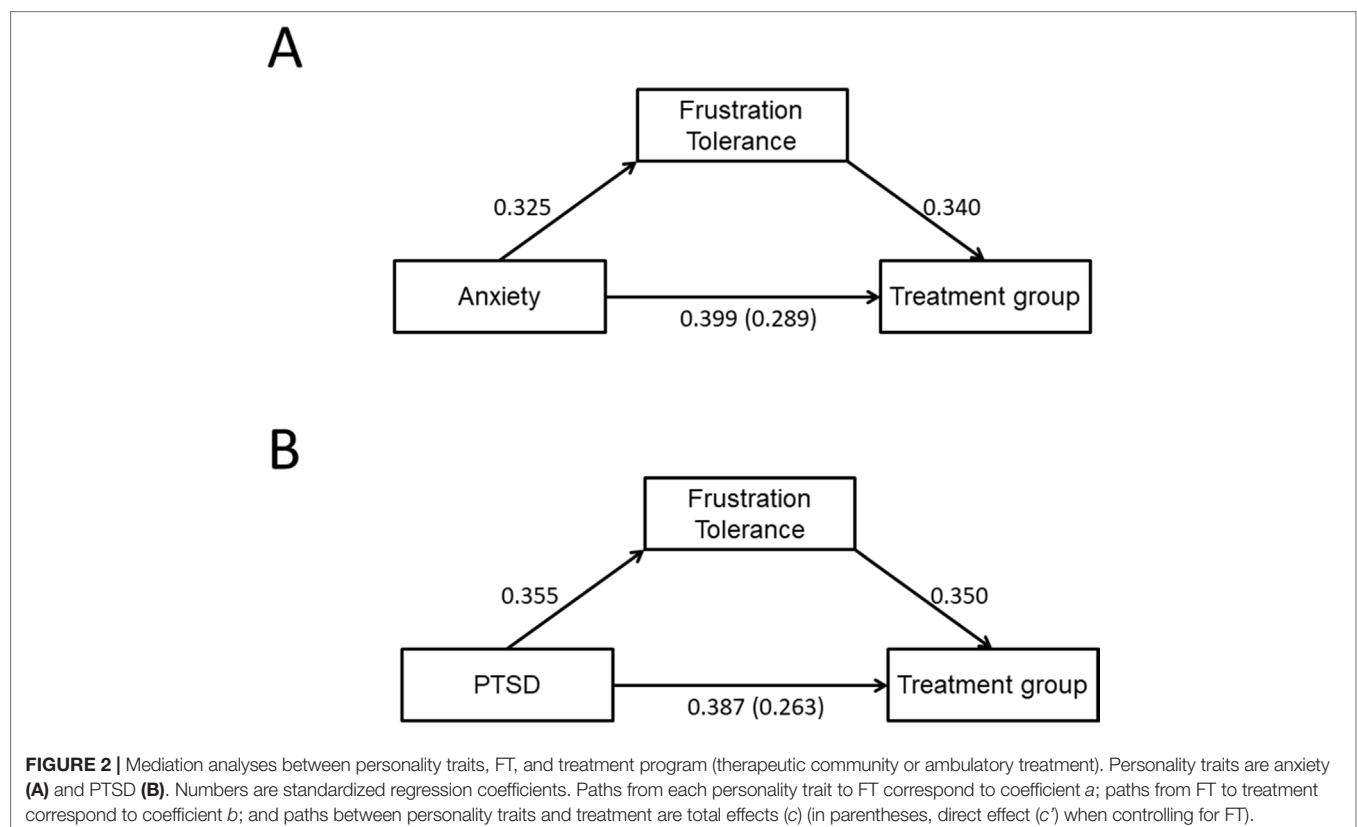 A
Frustration
Tolerance
0.325
0.340
Anxiety
Treatment group
0.399 (0.289)
B
Frustration
Tolerance
0.355
0.350
PTSD
Treatment group
0.387 (0.263)
FIGURE 2 | Mediation analyses between personality traits, FT, and treatment program (therapeutic community or ambulatory treatment). Personality traits are anxiety
(A) and PTSD (B). Numbers are standardized regression coefficients. Paths from each personality trait to FT correspond to coefficient a; paths from FT to treatment
correspond to coefficient b; and paths between personality traits and treatment are total effects (c) (in parentheses, direct effect (c’) when controlling for FT).